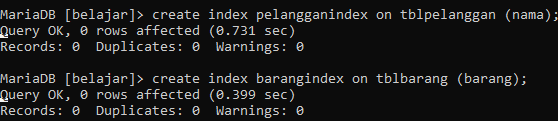 MariaDB [belajar]> create index pelangganindex on tblpelanggan (nama);
Query OK, 0 rows affected (0.731 sec)
Records: 0  Duplicates: 0  Warnings: 0
MariaDB [belajar]> create index barangindex on tblbarang (barang);
Query OK, 0 rows affected (0.399 sec)
Records: 0  Duplicates: 0  Warnings: 0